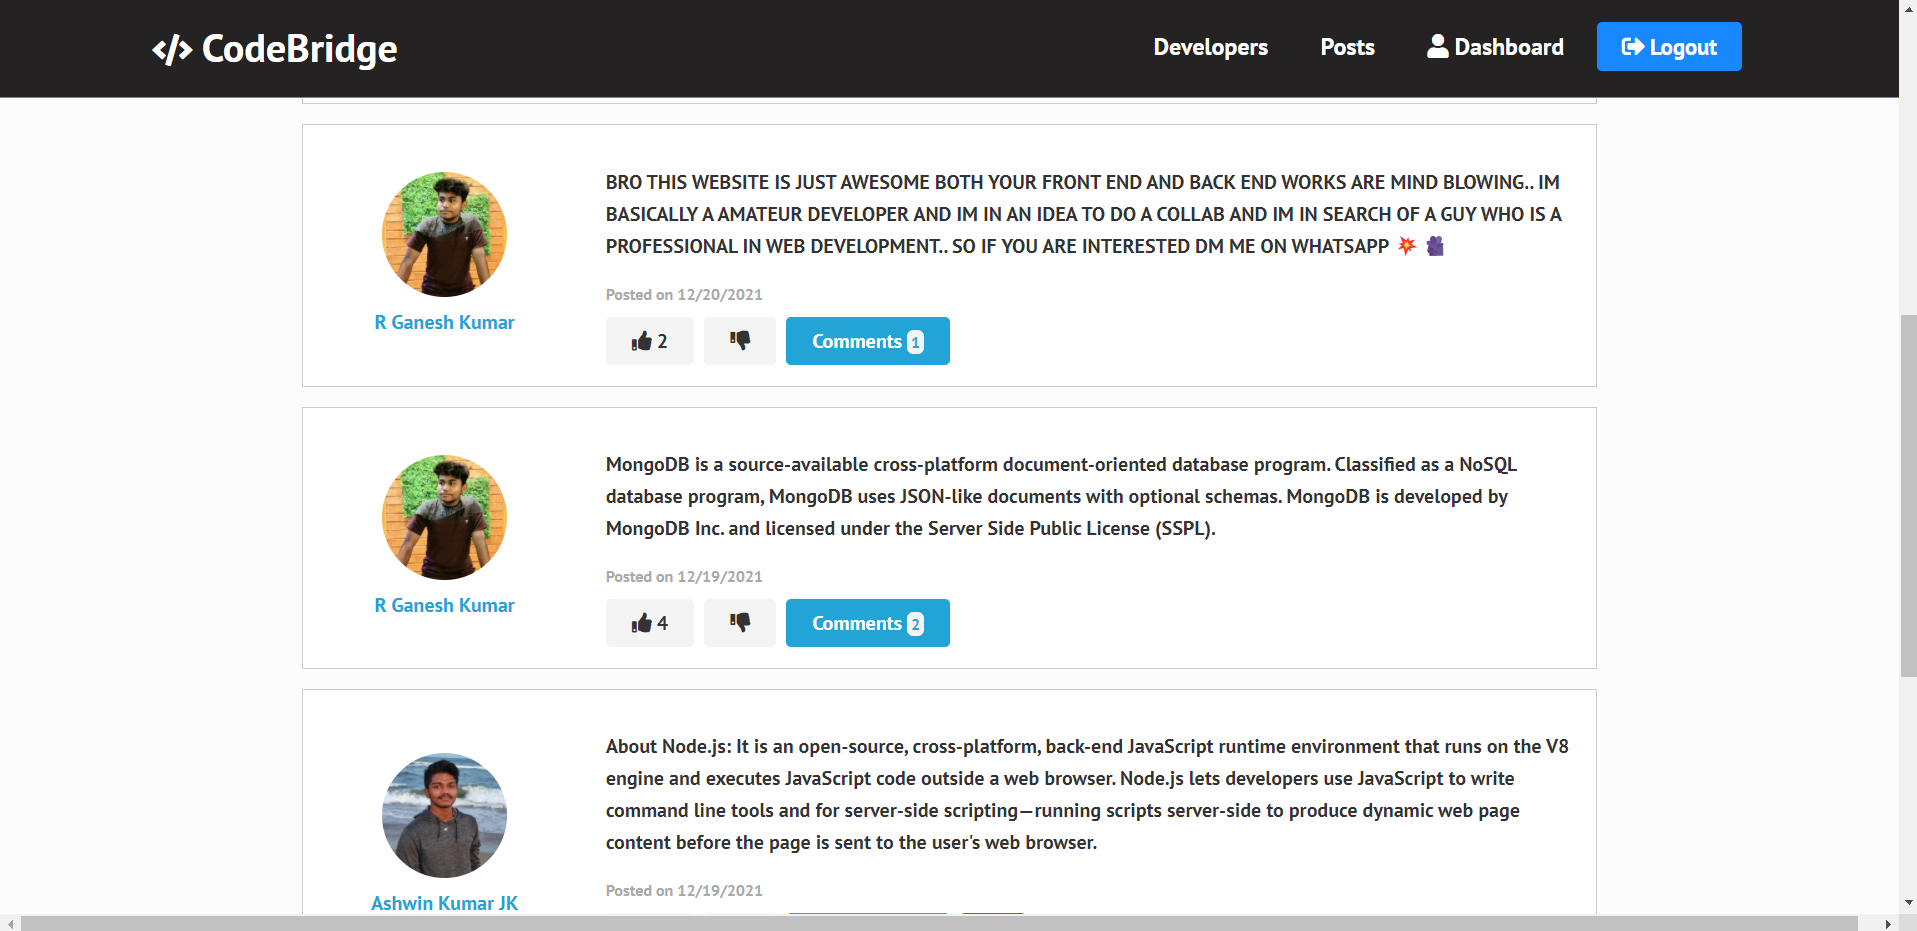 CodeBridge
Developers
Posts
Dashboard
Logout
BRO THIS WEBSITE IS JUST AWESOME BOTH YOUR FRONT END AND BACK END WORKS ARE MIND BLOWING.. IM
BASICALLY A AMATEUR DEVELOPER AND IM IN AN IDEA TO DO A COLLAB AND IM IN SEARCH OF A GUY WHO IS A
PROFESSIONAL IN WEB DEVELOPMENT.. SO IF YOU ARE INTERESTED DM ME ON WHATSAPP 💥
R Ganesh Kumar
Posted on 12/20/2021
2
Comments 1
MongoDB is a source-available cross-platform document-oriented database program. Classified as a NoSQL
database program, MongoDB uses JSON-like documents with optional schemas. MongoDB is developed by
MongoDB Inc. and licensed under the Server Side Public License (SSPL).
R Ganesh Kumar
Posted on 12/19/2021
4
Comments 2
About Node.js: It is an open-source, cross-platform, back-end JavaScript runtime environment that runs on the V8
engine and executes JavaScript code outside a web browser. Node.js lets developers use JavaScript to write
command line tools and for server-side scripting—running scripts server-side to produce dynamic web page
content before the page is sent to the user's web browser.
Ashwin Kumar JK
Posted on 12/19/2021